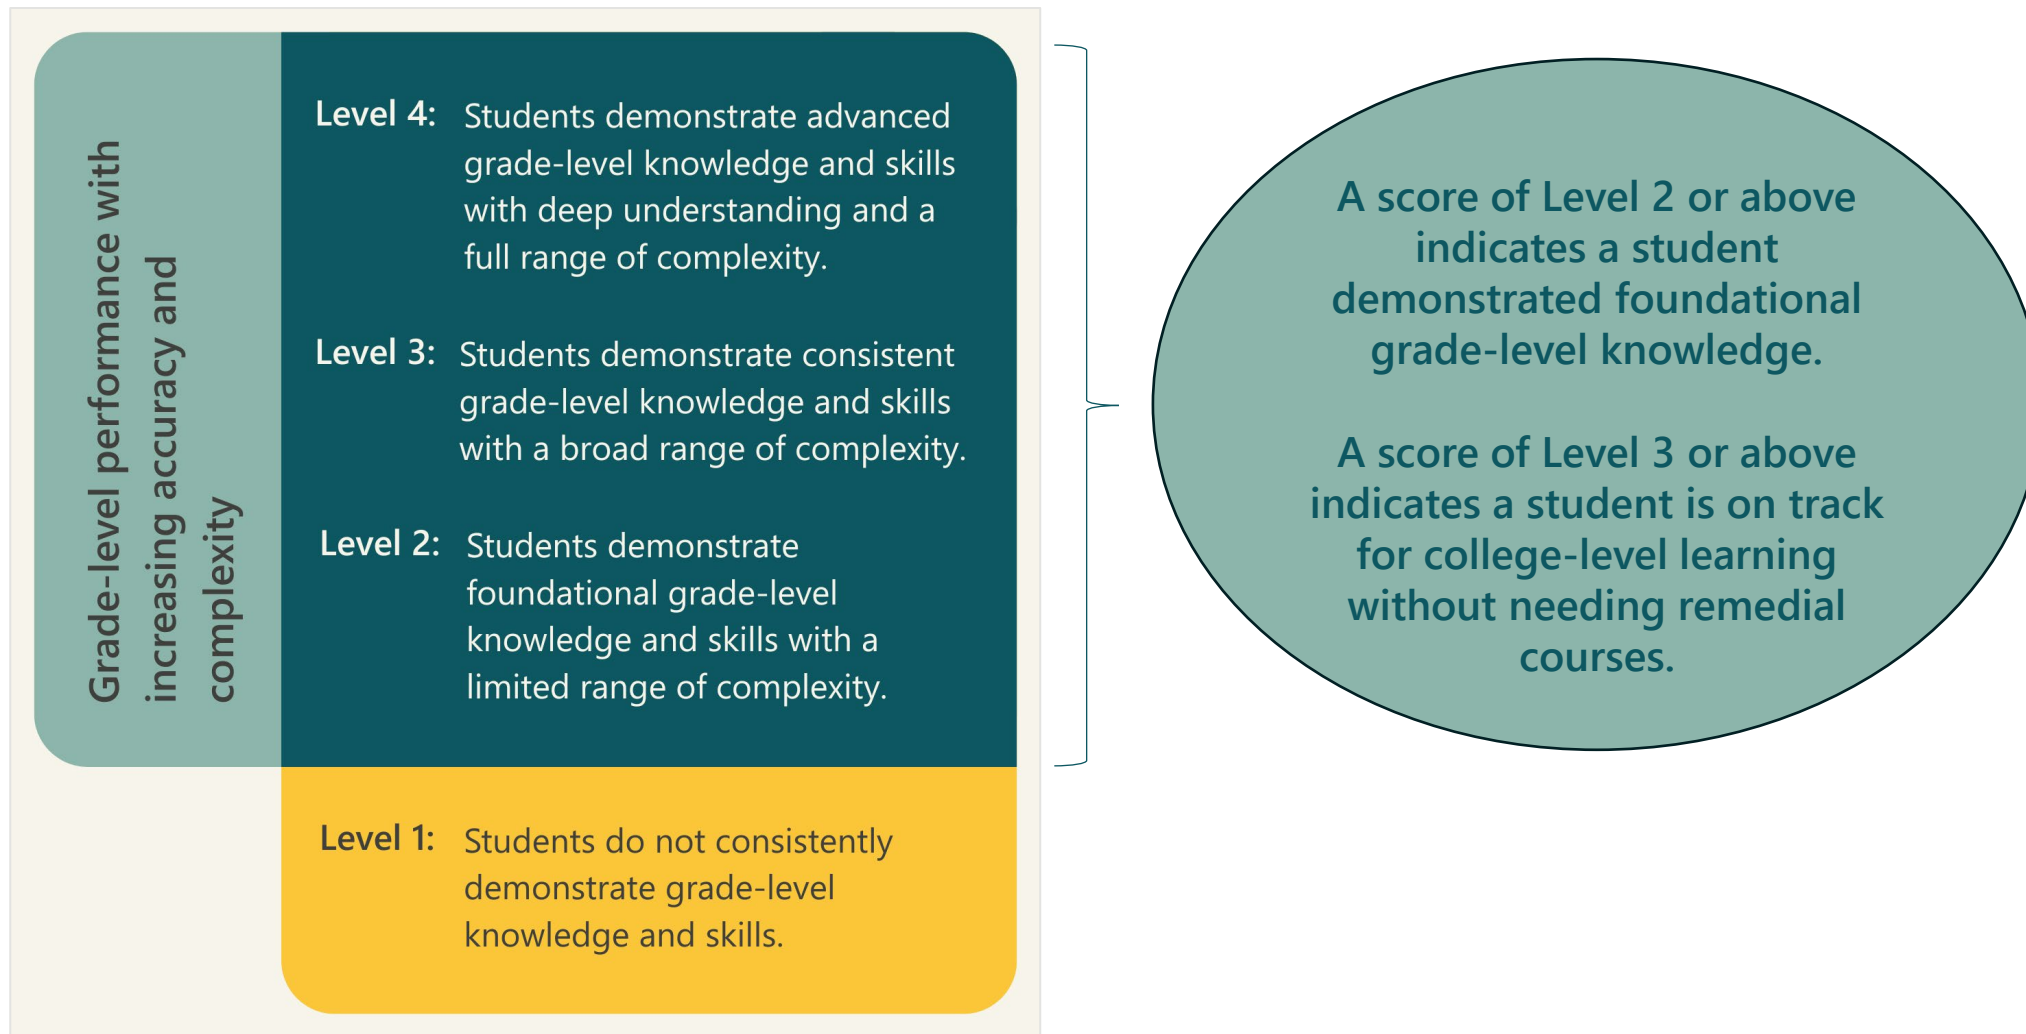 Grade-level performance with
increasing accuracy and
complexity
Level 4: Students demonstrate advanced
grade-level knowledge and skills
with deep understanding and a
full range of complexity.
Level 3: Students demonstrate consistent
grade-level knowledge and skills
with a broad range of complexity.
Level 2: Students demonstrate
foundational grade-level
knowledge and skills with a
limited range of complexity.
Level 1: Students do not consistently
demonstrate grade-level
knowledge and skills.
A score of Level 2 or above
indicates a student
demonstrated foundational
grade-level knowledge.
A score of Level 3 or above
indicates a student is on track
for college-level learning
without needing remedial
courses.